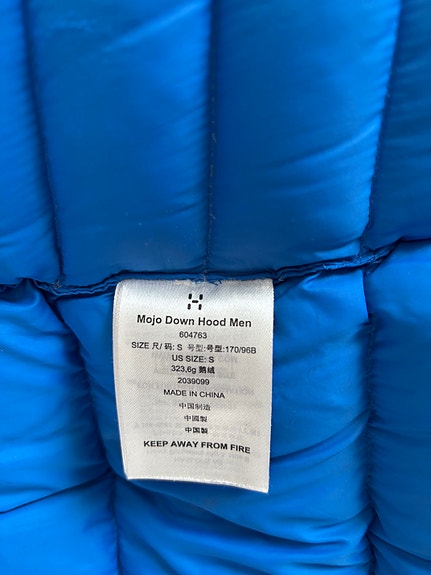 Mojo Down Hood Men
604763
SIZE 尺/ 码: S 号型:号型:170/96B
US SIZE: S
323,6g 鹅绒
2039099
MADE IN CHINA
中国制造
中國製
中国製
KEEP AWAY FROM FIRE